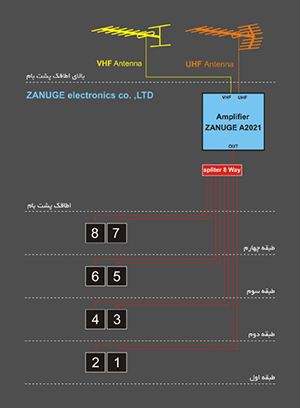 VHF Antenna
UHF Antenna
بالای اطاقک پشت بام
ZANUGE electronics co. ,LTD
VHF UHF
Amplifier
ZANUGE A2021
OUT
spliter 8 Way
اطاقک پشت بام
8 7
طبقه چهارم
6 5
طبقه سوم
4 3
طبقه دوم
2 1
طبقه اول